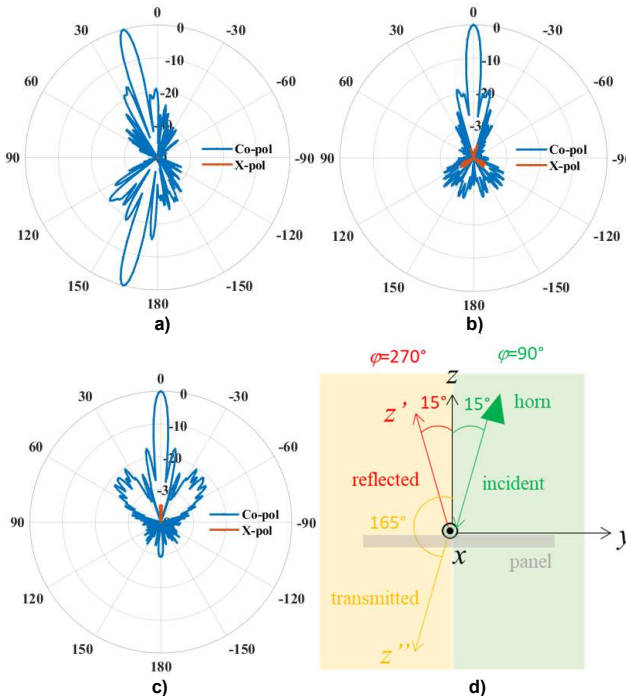 0
30
-30
-10
60
-60
-20
-3
Co-pol
X-pol
90
-90
120
-120
150
-150
180
a)
0
30
-30
-10
60
-60
-20
-3
Co-pol
X-pol
90
-90
120
-120
150
-150
180
b)
0
30
-30
-10
60
-60
-20
-3
Co-pol
X-pol
90
-90
120
-120
150
-150
180
c)
φ=270° φ=90°
z
z' 15° 15° horn
reflected incident
165°
x y
panel
transmitted
z''
d)